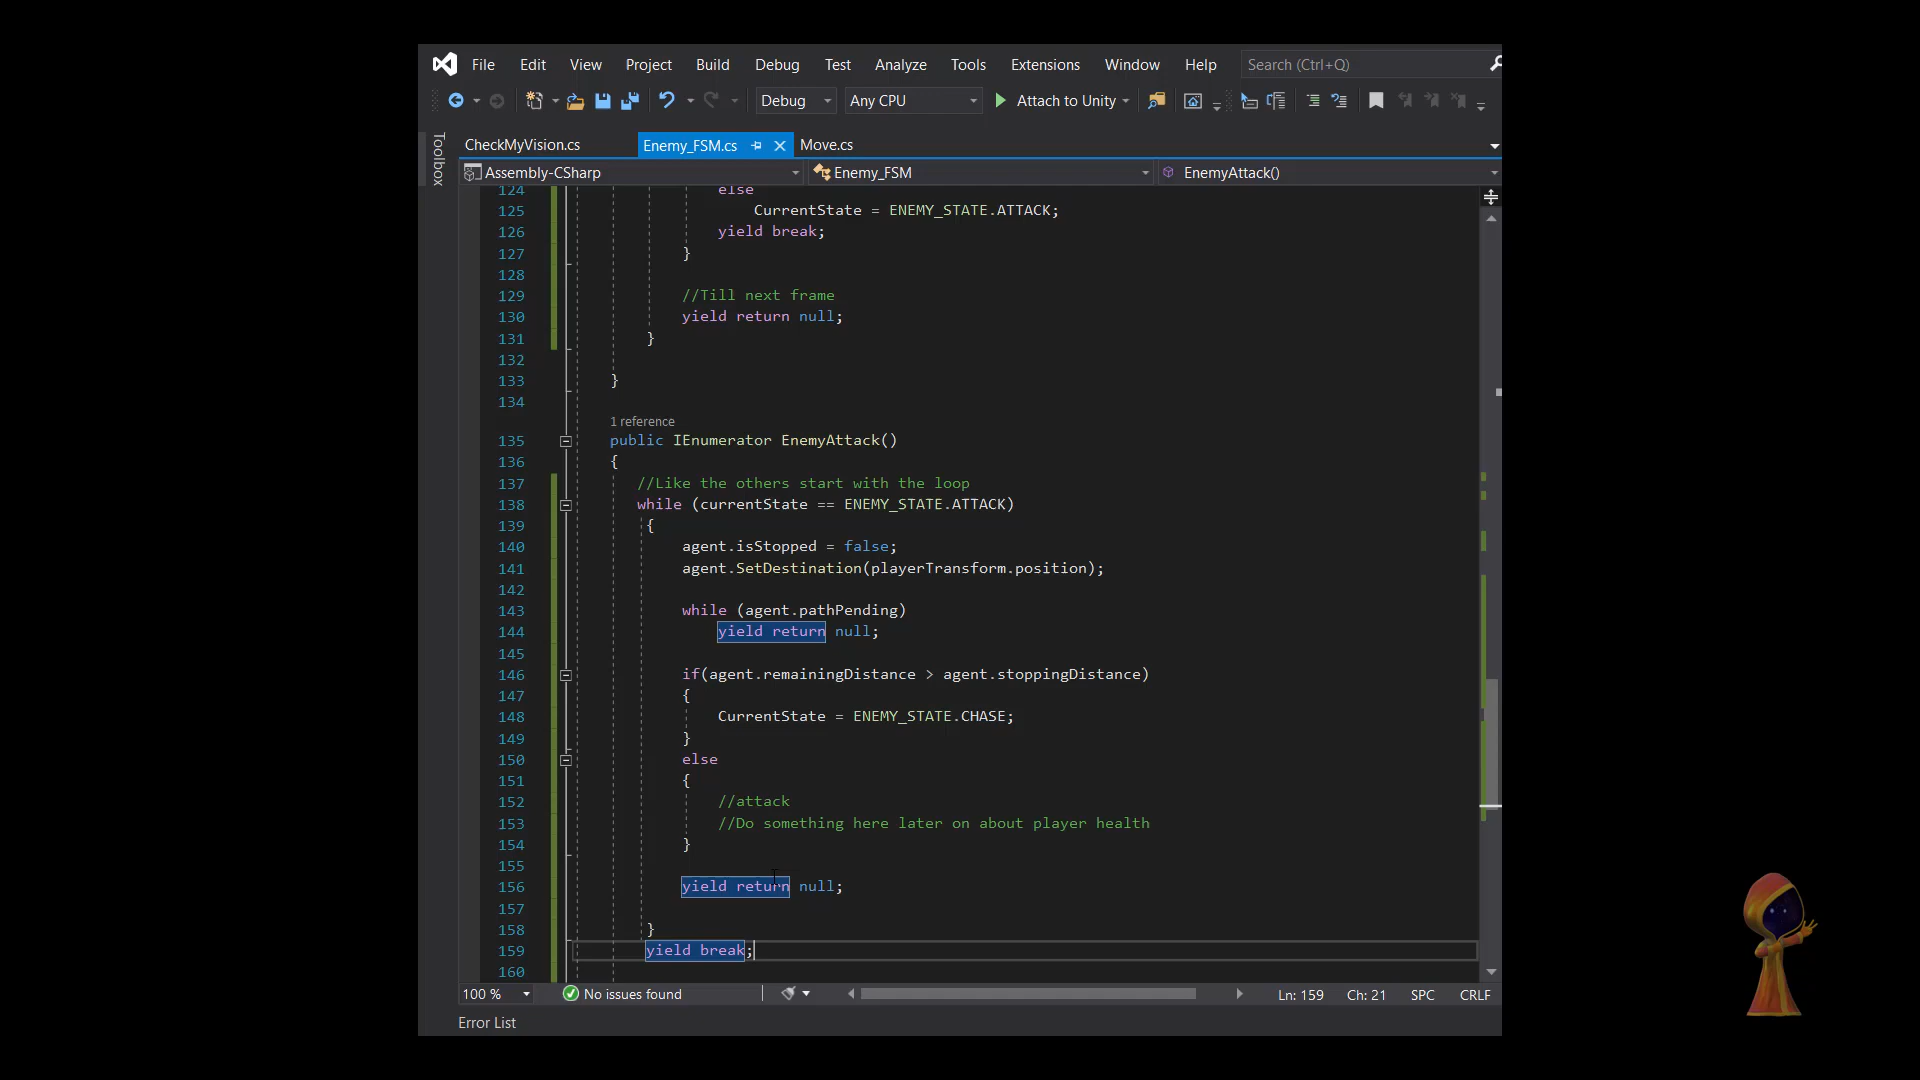 File Edit View Project Build Debug Test Analyze Tools Extensions Window Help Search (Ctrl+Q)
Debug Any CPU Attach to Unity
Toolbox
CheckMyVision.cs Enemy_FSM.cs Move.cs
Assembly-CSharp Enemy_FSM EnemyAttack()
124 else
125 CurrentState = ENEMY_STATE.ATTACK;
126 yield break;
127 }
128
129 //Till next frame
130 yield return null;
131 }
132
133 }
134
1 reference
135 public IEnumerator EnemyAttack()
136 {
137 //Like the others start with the loop
138 while (currentState == ENEMY_STATE.ATTACK)
139 {
140 agent.isStopped = false;
141 agent.SetDestination(playerTransform.position);
142
143 while (agent.pathPending)
144 yield return null;
145
146 if(agent.remainingDistance > agent.stoppingDistance)
147 {
148 CurrentState = ENEMY_STATE.CHASE;
149 }
150 else
151 {
152 //attack
153 //Do something here later on about player health
154 }
155
156 yield return null;
157
158 }
159 yield break;
160
100 % No issues found Ln: 159 Ch: 21 SPC CRLF
Error List